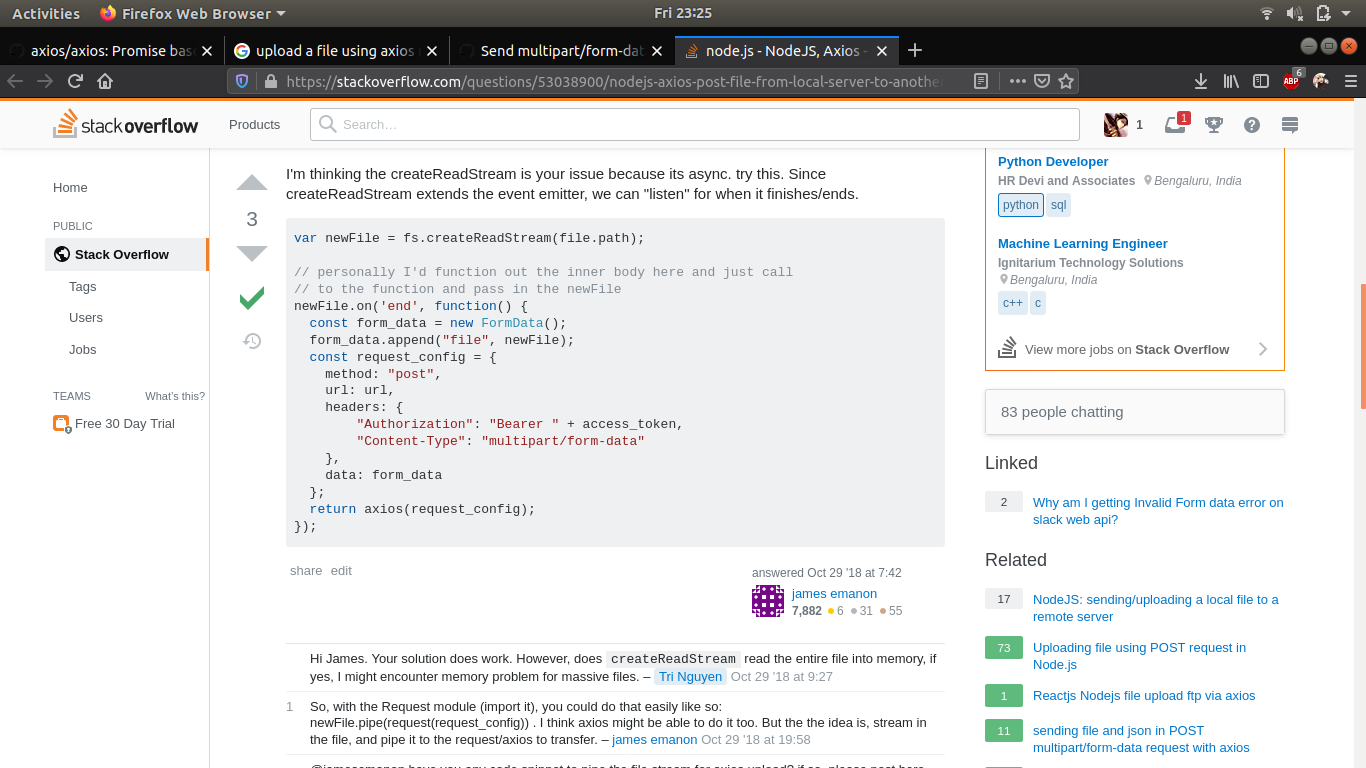 Activities Firefox Web Browser Fri 23:25
axios/axios: Promise bas upload a file using axios Send multipart/form-dat node.js - NodeJS, Axios -
https://stackoverflow.com/questions/53038900/nodejs-axios-post-file-from-local-server-to-anothe
ABP 6
stackoverflow Products Search… 1 1
Home
PUBLIC
Stack Overflow
Tags
Users
Jobs
TEAMS What's this?
Free 30 Day Trial
3
I'm thinking the createReadStream is your issue because its async. try this. Since
createReadStream extends the event emitter, we can "listen" for when it finishes/ends.
var newFile = fs.createReadStream(file.path);
// personally I'd function out the inner body here and just call
// to the function and pass in the newFile
newFile.on('end', function() {
const form_data = new FormData();
form_data.append("file", newFile);
const request_config = {
method: "post",
url: url,
headers: {
"Authorization": "Bearer " + access_token,
"Content-Type": "multipart/form-data"
},
data: form_data
};
return axios(request_config);
});
share edit
answered Oct 29 '18 at 7:42
james emanon
7,882 6 31 55
Hi James. Your solution does work. However, does createReadStream read the entire file into memory, if
yes, I might encounter memory problem for massive files. – Tri Nguyen Oct 29 '18 at 9:27
1 So, with the Request module (import it), you could do that easily like so:
newFile.pipe(request(request_config)) . I think axios might be able to do it too. But the the idea is, stream in
the file, and pipe it to the request/axios to transfer. – james emanon Oct 29 '18 at 19:58
Python Developer
HR Devi and Associates Bengaluru, India
python sql
Machine Learning Engineer
Ignitarium Technology Solutions
Bengaluru, India
c++ c
View more jobs on Stack Overflow
83 people chatting
Linked
2 Why am I getting Invalid Form data error on
slack web api?
Related
17 NodeJS: sending/uploading a local file to a
remote server
73 Uploading file using POST request in
Node.js
1 Reactjs Nodejs file upload ftp via axios
11 sending file and json in POST
multipart/form-data request with axios